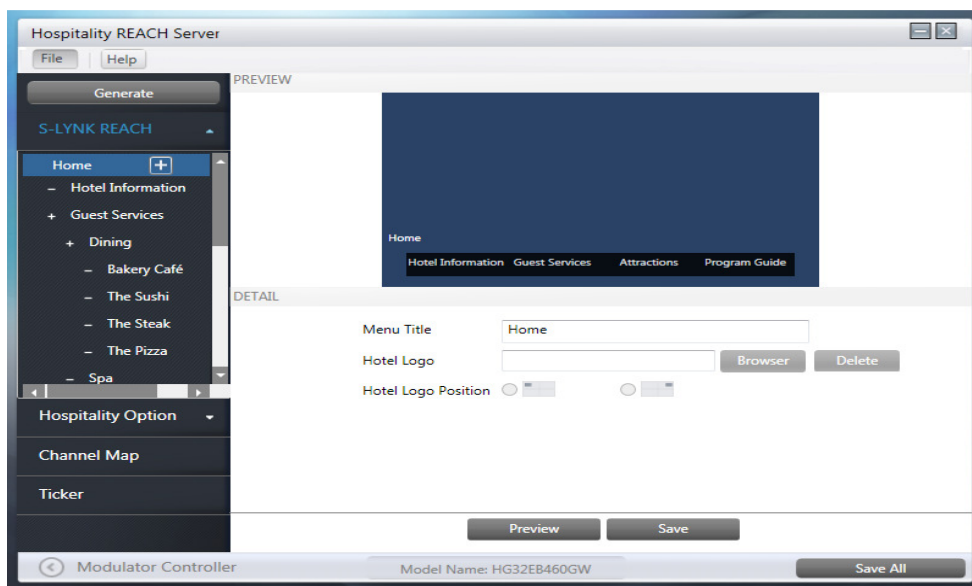 Hospitality REACH Server
File Help
Generate
S-LYNK REACH
Home
– Hotel Information
+ Guest Services
+ Dining
– Bakery Café
– The Sushi
– The Steak
– The Pizza
– Spa
Hospitality Option
Channel Map
Ticker
PREVIEW
Home
Hotel Information Guest Services Attractions Program Guide
DETAIL
Menu Title Home
Hotel Logo Browser Delete
Hotel Logo Position
Preview Save
Modulator Controller Model Name: HG32EB460GW Save All